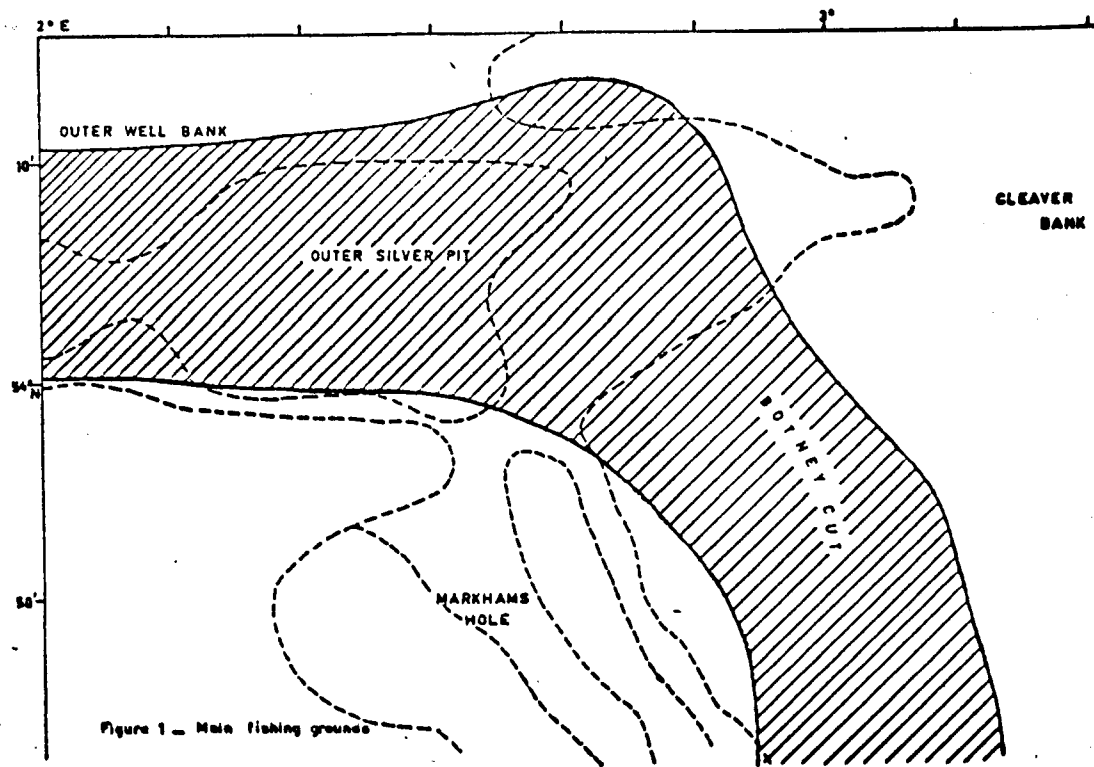 2° E
3°
OUTER WELL BANK
10'
CLEAVER
BANK
OUTER SILVER PIT
54°
N
BOTNEY CUT
50'
MARKHAMS
HOLE
Figure 1 - Main fishing grounds